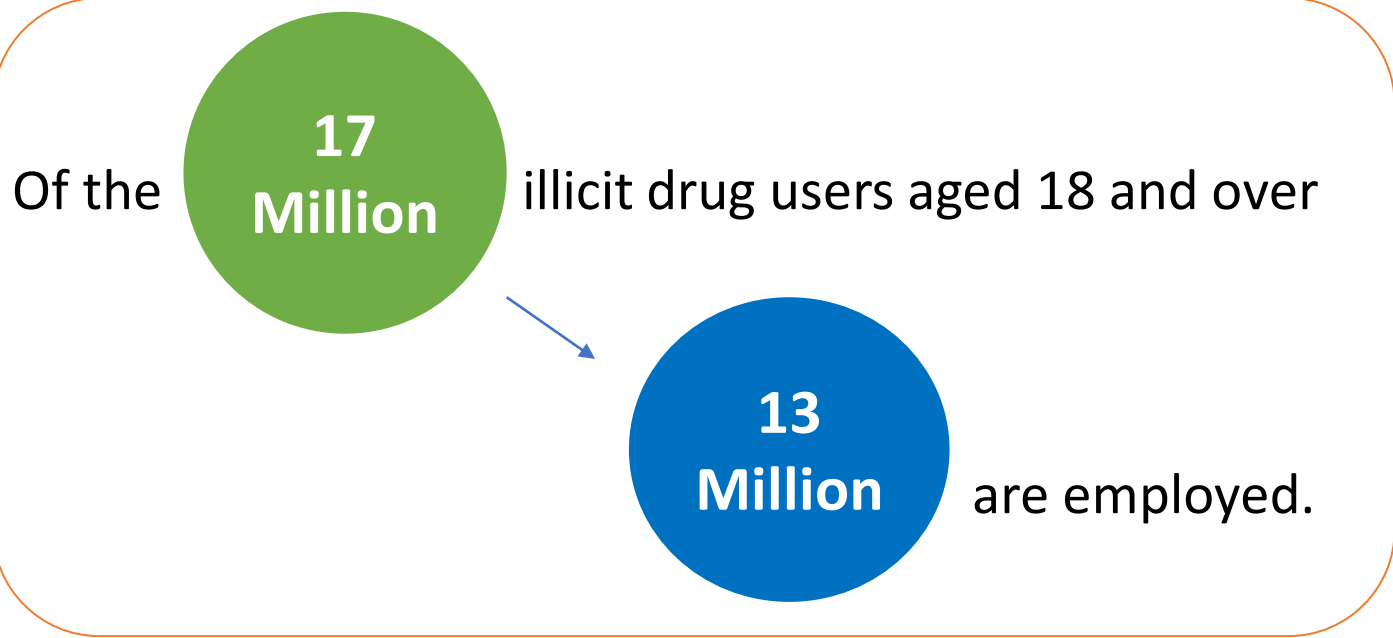 Of the 17 Million illicit drug users aged 18 and over
13 Million are employed.